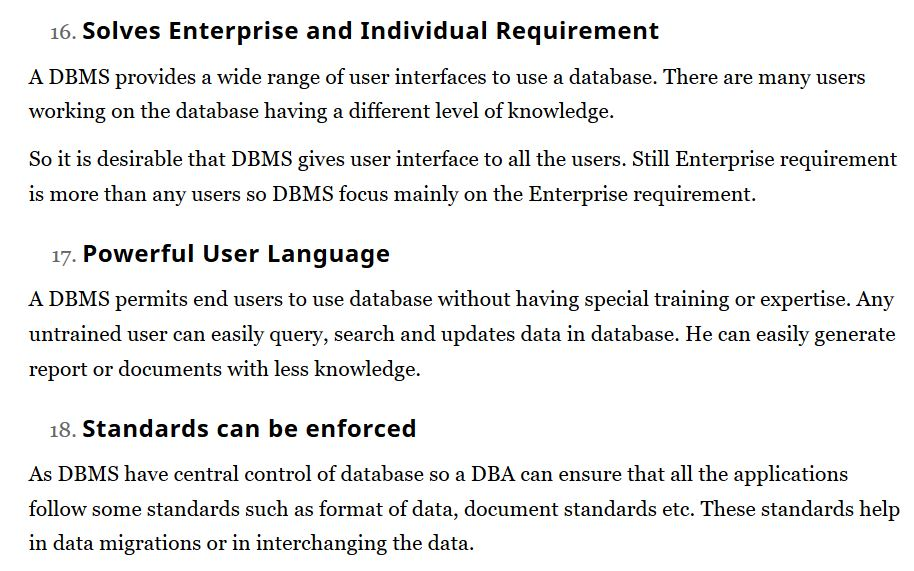 16. Solves Enterprise and Individual Requirement
A DBMS provides a wide range of user interfaces to use a database. There are many users
working on the database having a different level of knowledge.
So it is desirable that DBMS gives user interface to all the users. Still Enterprise requirement
is more than any users so DBMS focus mainly on the Enterprise requirement.
17. Powerful User Language
A DBMS permits end users to use database without having special training or expertise. Any
untrained user can easily query, search and updates data in database. He can easily generate
report or documents with less knowledge.
18. Standards can be enforced
As DBMS have central control of database so a DBA can ensure that all the applications
follow some standards such as format of data, document standards etc. These standards help
in data migrations or in interchanging the data.